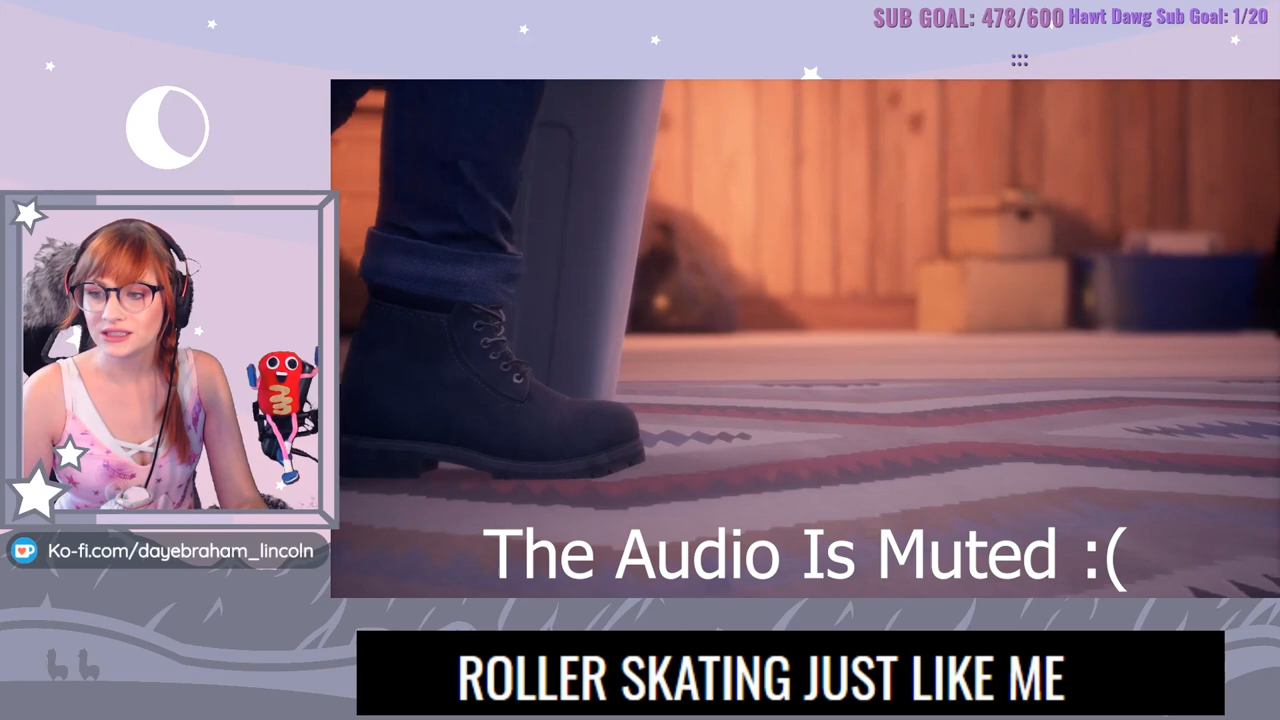 SUB GOAL: 478/600 Hawt Dawg Sub Goal: 1/20
:::
Ko-fi.com/dayebraham_lincoln
The Audio Is Muted :(
ROLLER SKATING JUST LIKE ME